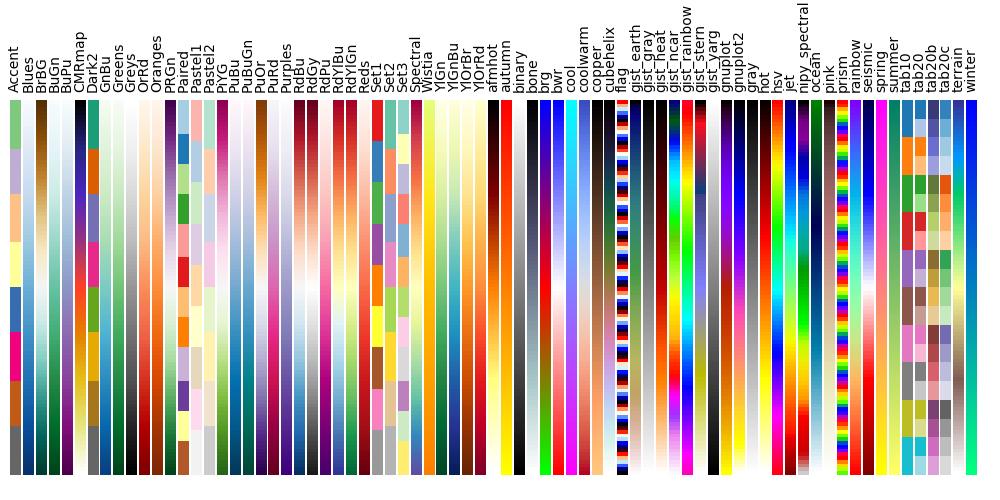 Accent
Blues
BrBG
BuGn
BuPu
CMRmap
Dark2
GnBu
Greens
Greys
OrRd
Oranges
PRGn
Paired
Pastel1
Pastel2
PiYG
PuBu
PuBuGn
PuOr
PuRd
Purples
RdBu
RdGy
RdPu
RdYlBu
RdYlGn
Reds
Set1
Set2
Set3
Spectral
Wistia
YlGn
YlGnBu
YlOrBr
YlOrRd
afmhot
autumn
binary
bone
brg
bwr
cool
coolwarm
copper
cubehelix
flag
gist_earth
gist_gray
gist_heat
gist_ncar
gist_rainbow
gist_stern
gist_yarg
gnuplot
gnuplot2
gray
hot
hsv
jet
nipy_spectral
ocean
pink
prism
rainbow
seismic
spring
summer
tab10
tab20
tab20b
tab20c
terrain
winter